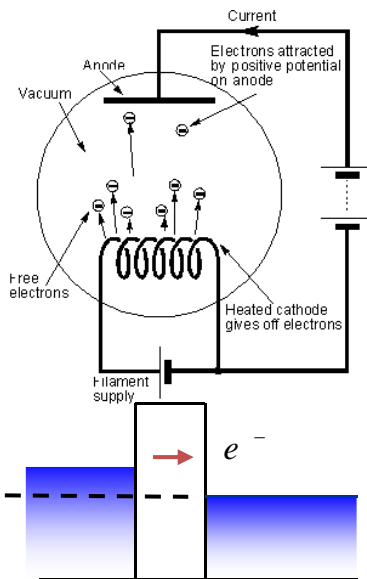 Current
Electrons attracted
by positive potential
on anode
Anode
Vacuum
Free
electrons
Heated cathode
gives off electrons
Filament
supply
e −